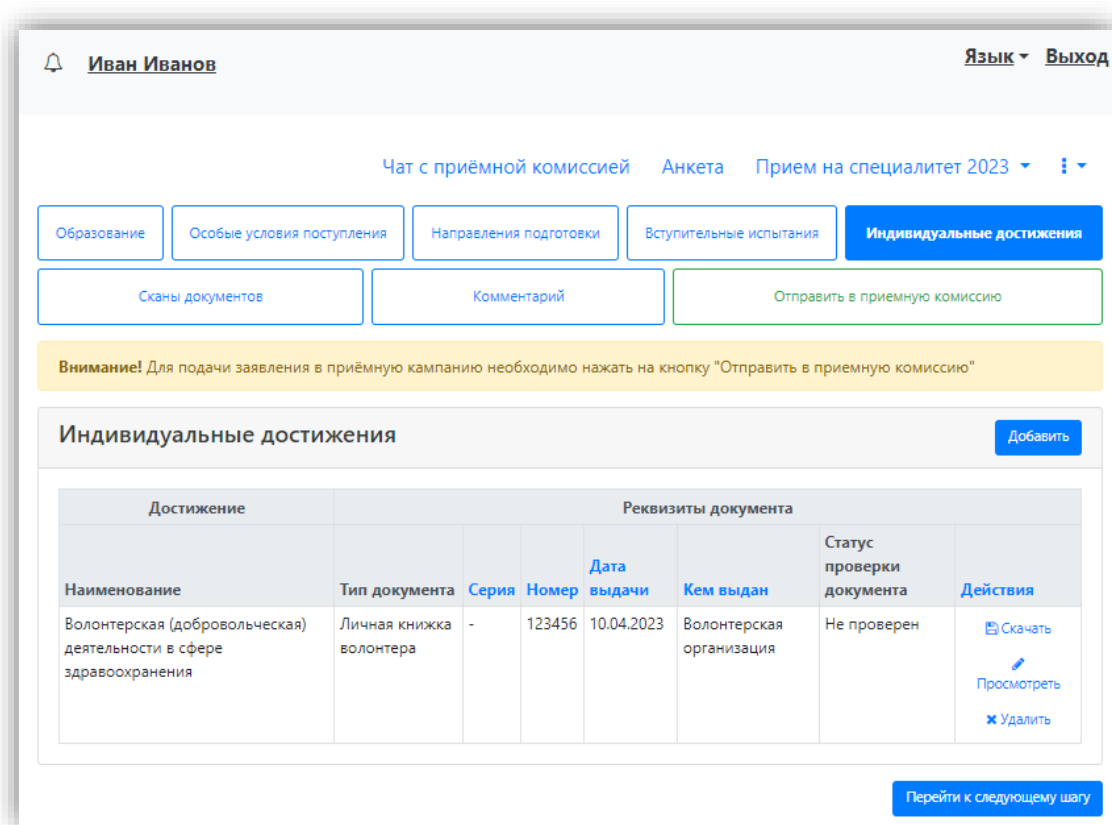 Иван Иванов
Язык Выход
Чат с приёмной комиссией Анкета Прием на специалитет 2023
Образование Особые условия поступления Направления подготовки Вступительные испытания Индивидуальные достижения
Сканы документов Комментарий Отправить в приемную комиссию
Внимание! Для подачи заявления в приёмную кампанию необходимо нажать на кнопку "Отправить в приемную комиссию"
Индивидуальные достижения
Добавить
Достижение Реквизиты документа
Наименование
Тип документа
Серия
Номер
Дата
выдачи
Кем выдан
Статус
проверки
документа
Действия
Волонтерская (добровольческая)
деятельности в сфере
здравоохранения
Личная книжка
волонтера
-
123456
10.04.2023
Волонтерская
организация
Не проверен
Скачать
Просмотреть
Удалить
Перейти к следующему шагу